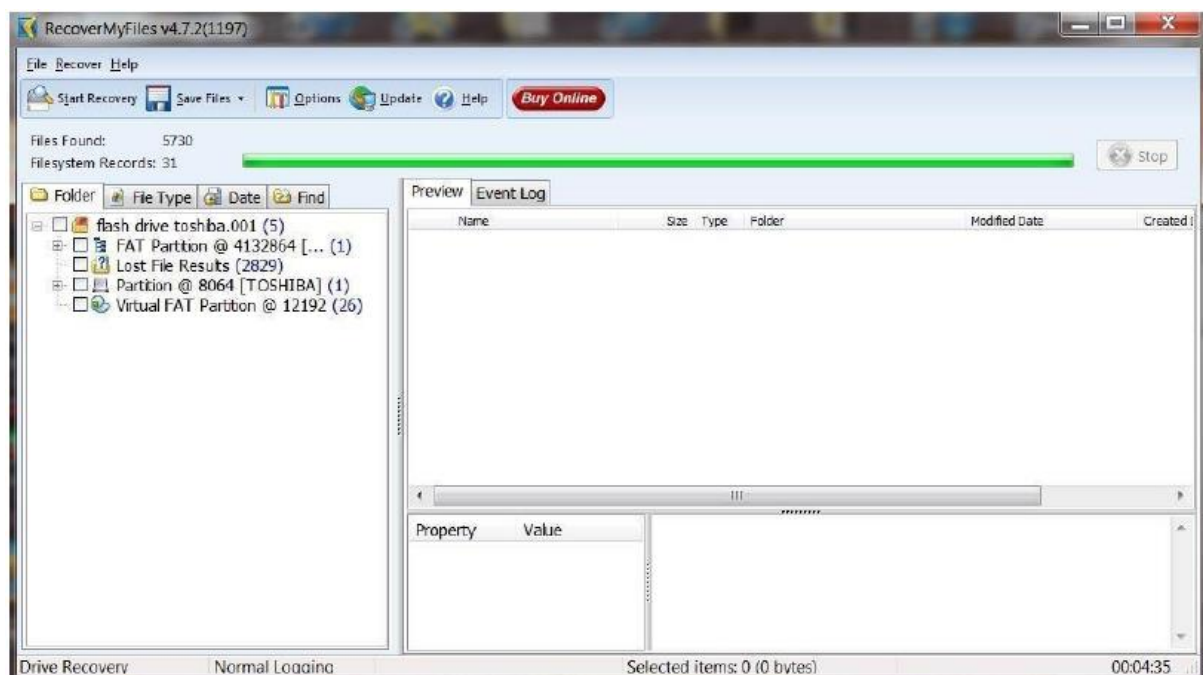 RecoverMyFiles v4.7.2(1197)
File Recover Help
Start Recovery Save Files Options Update Help Buy Online
Files Found: 5730
Filesystem Records: 31
Stop
Folder File Type Date Find
Preview Event Log
flash drive toshiba.001 (5)
FAT Partition @ 4132864 [... (1)
Lost File Results (2829)
Partition @ 8064 [TOSHIBA] (1)
Virtual FAT Partition @ 12192 (26)
Name Size Type Folder Modified Date Created
Property Value
Drive Recovery Normal Logging Selected items: 0 (0 bytes) 00:04:35